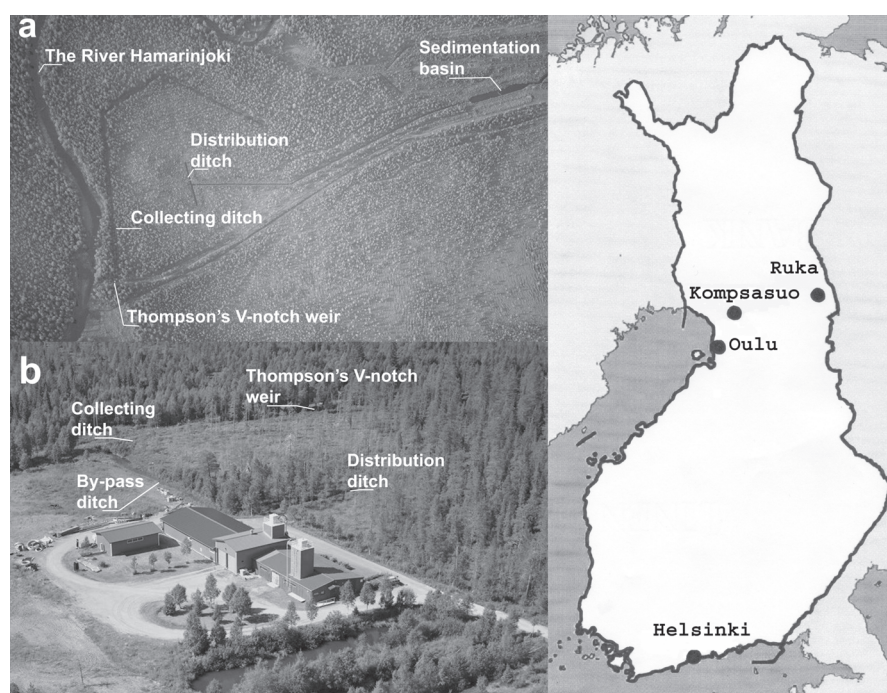 a
The River Hamarinjoki
Sedimentation
basin
Distribution
ditch
Collecting ditch
Thompson's V-notch weir
b
Thompson's V-notch
weir
Collecting
ditch
Distribution
ditch
By-pass
ditch
Ruka
Kompsasuo
Oulu
Helsinki